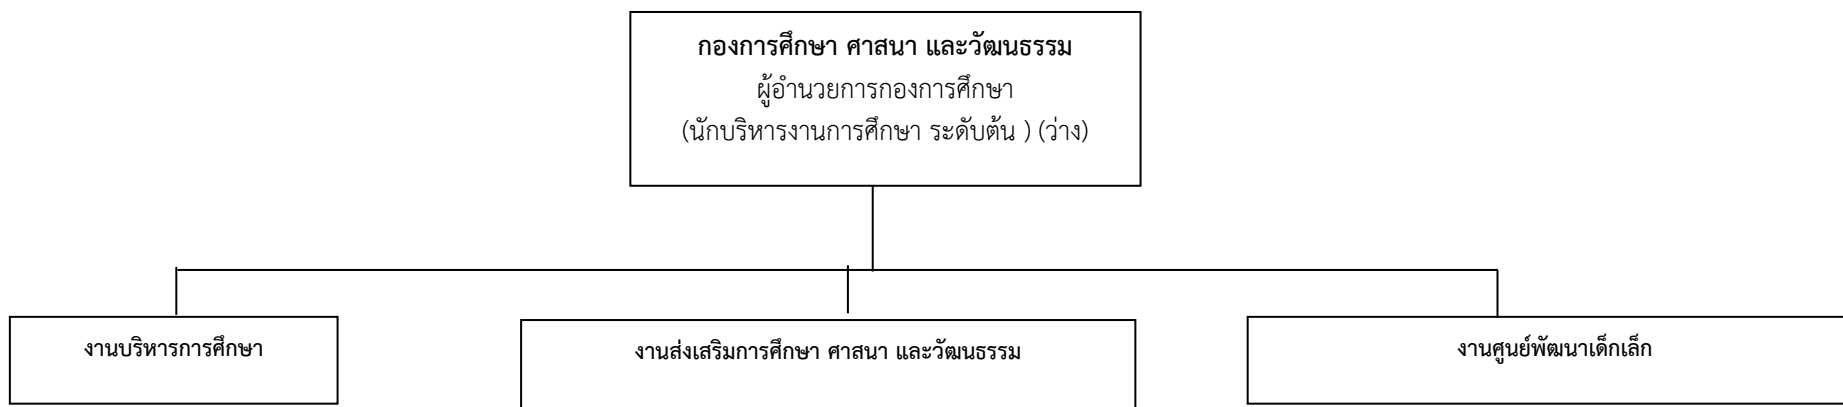 กองการศึกษา ศาสนา และวัฒนธรรม
ผู้อำนวยการกองการศึกษา
(นักบริหารงานการศึกษา ระดับต้น ) (ว่าง)
งานบริหารการศึกษา
งานส่งเสริมการศึกษา ศาสนา และวัฒนธรรม
งานศูนย์พัฒนาเด็กเล็ก